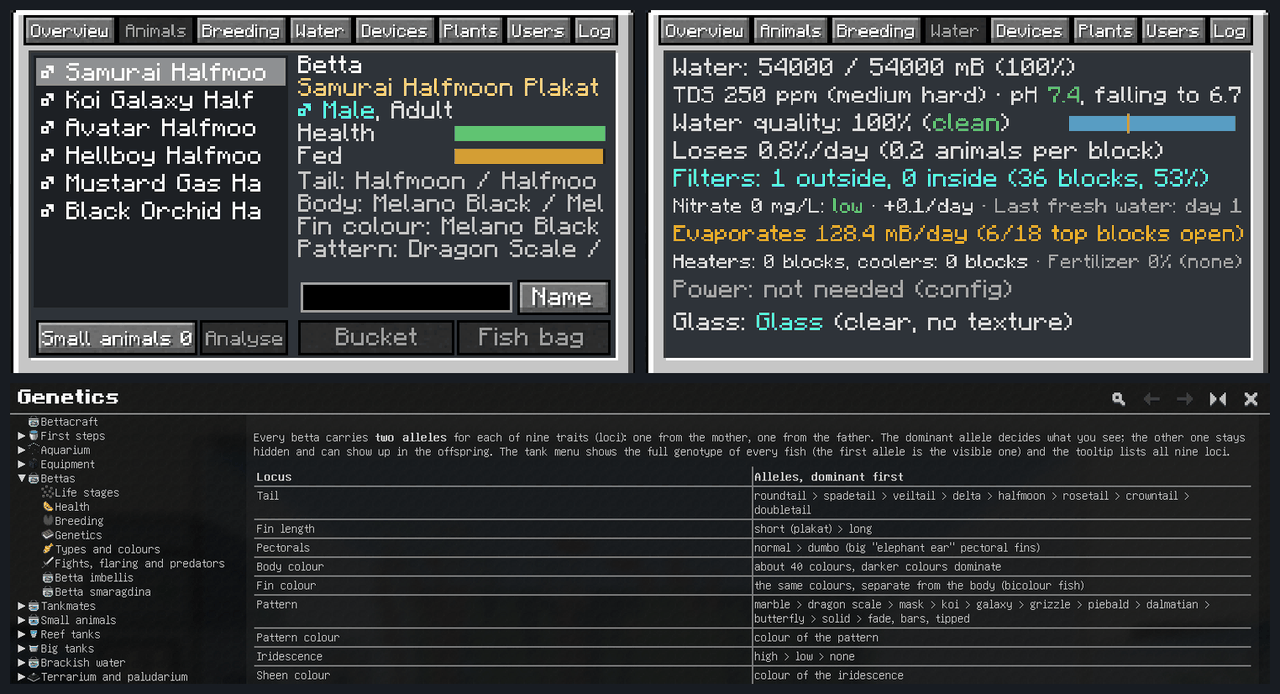 Overview Animals Breeding Water Devices Plants Users Log
Samurai Halfmoo
Koi Galaxy Half
Avatar Halfmoo
Hellboy Halfmoo
Mustard Gas Ha
Black Orchid Ha
Small animals 0 Analyse
Betta
Samurai Halfmoon Plakat
♂ Male, Adult
Health
Fed
Tail: Halfmoon / Halfmoo
Body: Melano Black / Mel
Fin colour: Melano Black
Pattern: Dragon Scale /
Name
Bucket Fish bag
Overview Animals Breeding Water Devices Plants Users Log
Water: 54000 / 54000 mB (100%)
TDS 250 ppm (medium hard) · pH 7.4, falling to 6.7
Water quality: 100% (clean)
Loses 0.8%/day (0.2 animals per block)
Filters: 1 outside, 0 inside (36 blocks, 53%)
Nitrate 0 mg/L: low · +0.1/day · Last fresh water: day 1
Evaporates 128.4 mB/day (6/18 top blocks open)
Heaters: 0 blocks, coolers: 0 blocks · Fertilizer 0% (none)
Power: not needed (config)
Glass: Glass (clear, no texture)
Genetics
Bettacraft
First steps
Aquarium
Equipment
Bettas
Life stages
Health
Breeding
Genetics
Types and colours
Fights, flaring and predators
Betta imbellis
Betta smaragdina
Tankmates
Small animals
Reef tanks
Big tanks
Brackish water
Terrarium and paludarium
Every betta carries two alleles for each of nine traits (loci): one from the mother, one from the father. The dominant allele decides what you see; the other one stays
hidden and can show up in the offspring. The tank menu shows the full genotype of every fish (the first allele is the visible one) and the tooltip lists all nine loci.
Locus Alleles, dominant first
Tail roundtail > spadetail > veiltail > delta > halfmoon > rosetail > crowntail >
doubletail
Fin length short (plakat) > long
Pectorals normal > dumbo (big "elephant ear" pectoral fins)
Body colour about 40 colours, darker colours dominate
Fin colour the same colours, separate from the body (bicolour fish)
Pattern marble > dragon scale > mask > koi > galaxy > grizzle > piebald > dalmatian >
butterfly > solid > fade, bars, tipped
Pattern colour colour of the pattern
Iridescence high > low > none
Sheen colour colour of the iridescence